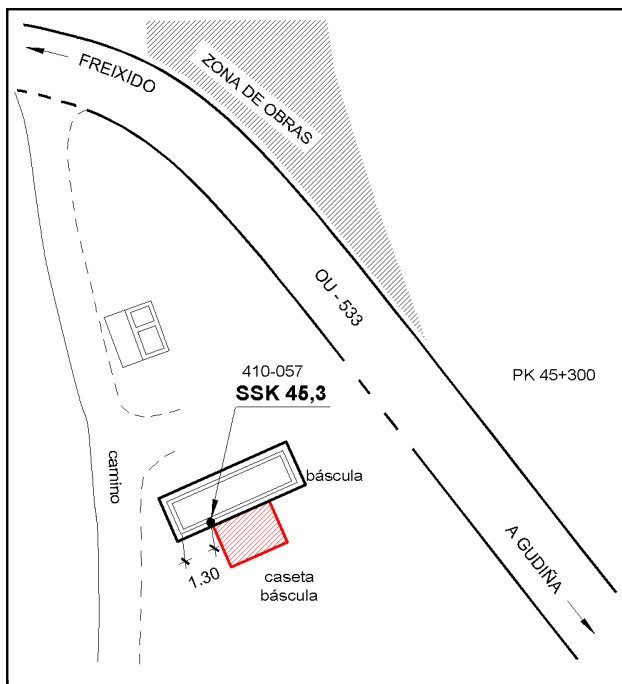 FREIXIDO
ZONA DE OBRAS
OU - 533
410-057
SSK 45,3
PK 45+300
camino
báscula
1.30
caseta
báscula
A GUDIÑA